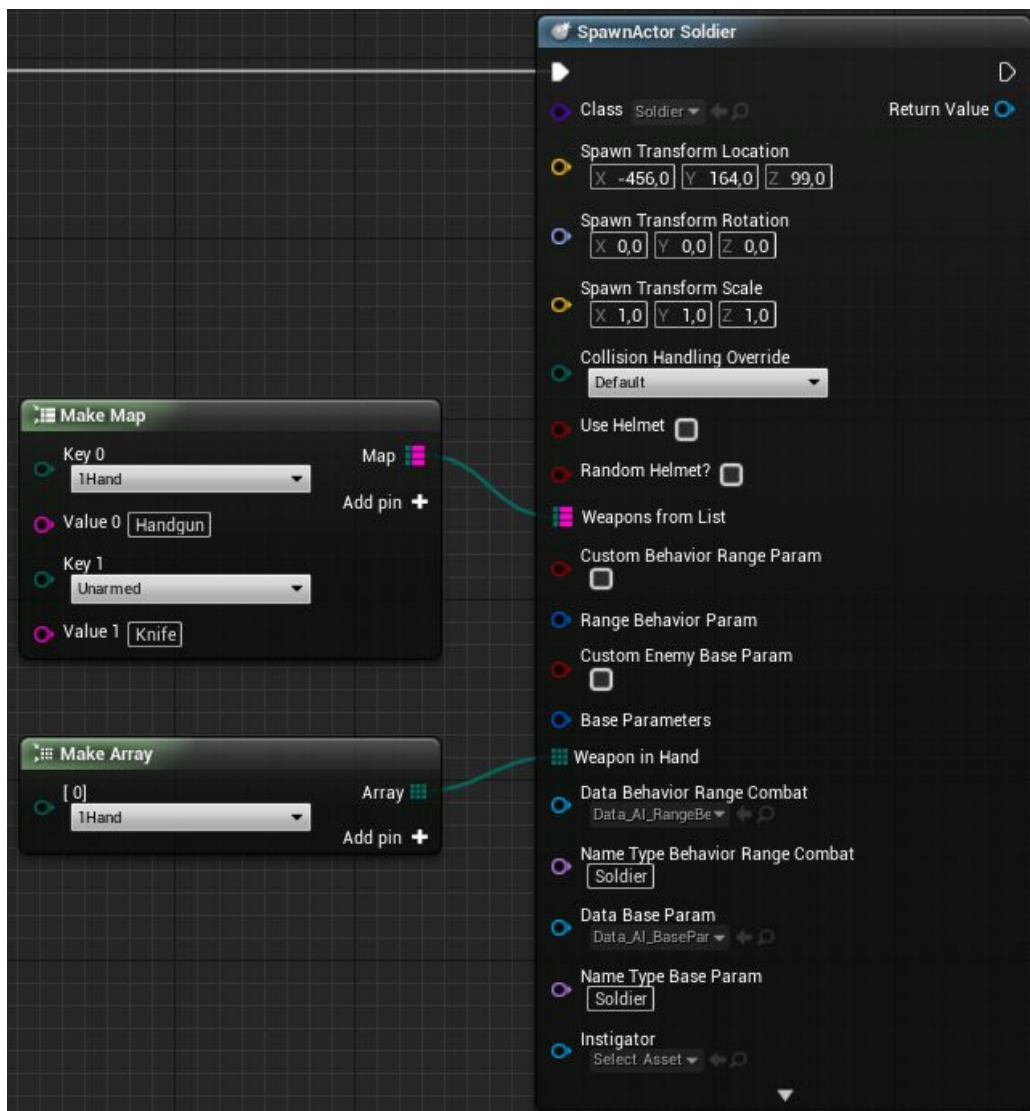 SpawnActor Soldier
Class Soldier
Return Value
Spawn Transform Location
X -456,0 Y 164,0 Z 99,0
Spawn Transform Rotation
X 0,0 Y 0,0 Z 0,0
Spawn Transform Scale
X 1,0 Y 1,0 Z 1,0
Collision Handling Override
Default
Use Helmet
Random Helmet?
Weapons from List
Custom Behavior Range Param
Range Behavior Param
Custom Enemy Base Param
Base Parameters
Weapon in Hand
Data Behavior Range Combat
Data_AI_RangeBe
Name Type Behavior Range Combat
Soldier
Data Base Param
Data_AI_BasePar
Name Type Base Param
Soldier
Instigator
Select Asset
Make Map
Key 0
1Hand
Map
Add pin +
Value 0 Handgun
Key 1
Unarmed
Value 1 Knife
Make Array
[ 0]
1Hand
Array
Add pin +